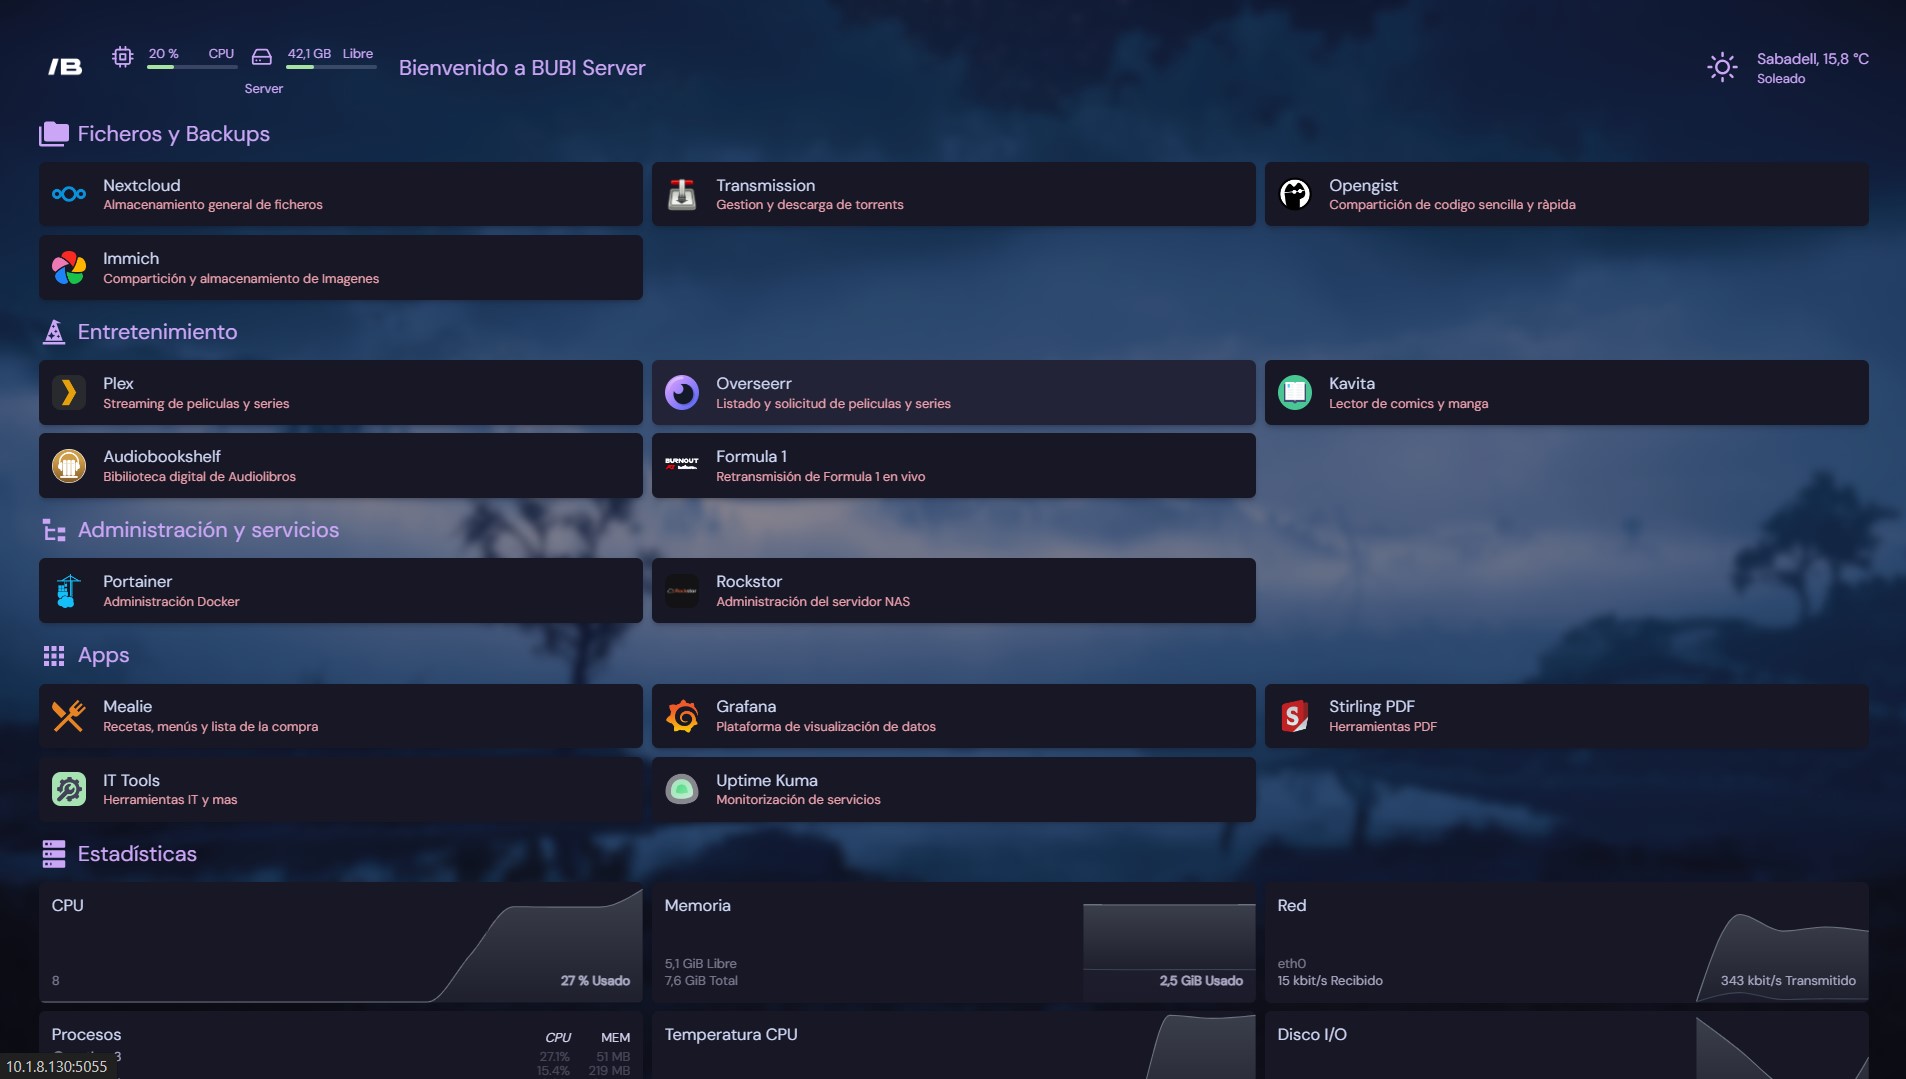 /B
20 %
CPU
42,1 GB
Libre
Server
Bienvenido a BUBI Server
Sabadell, 15,8 °C
Soleado
Ficheros y Backups
Nextcloud
Almacenamiento general de ficheros
Transmission
Gestion y descarga de torrents
Opengist
Compartición de codigo sencilla y ràpida
Immich
Compartición y almacenamiento de Imagenes
Entretenimiento
Plex
Streaming de peliculas y series
Overseerr
Listado y solicitud de peliculas y series
Kavita
Lector de comics y manga
Audiobookshelf
Bibilioteca digital de Audiolibros
BURNOUT
Formula 1
Retransmisión de Formula 1 en vivo
Administración y servicios
Portainer
Administración Docker
Rockstor
Administración del servidor NAS
Apps
Mealie
Recetas, menús y lista de la compra
Grafana
Plataforma de visualización de datos
S
Stirling PDF
Herramientas PDF
IT Tools
Herramientas IT y mas
Uptime Kuma
Monitorización de servicios
Estadísticas
CPU
8
27 % Usado
Memoria
5,1 GiB Libre
7,6 GiB Total
2,5 GiB Usado
Red
eth0
15 kbit/s Recibido
343 kbit/s Transmitido
Procesos
CPU
MEM
27.1%
51 MB
15.4%
219 MB
Temperatura CPU
Disco I/O
10.1.8.130:5055